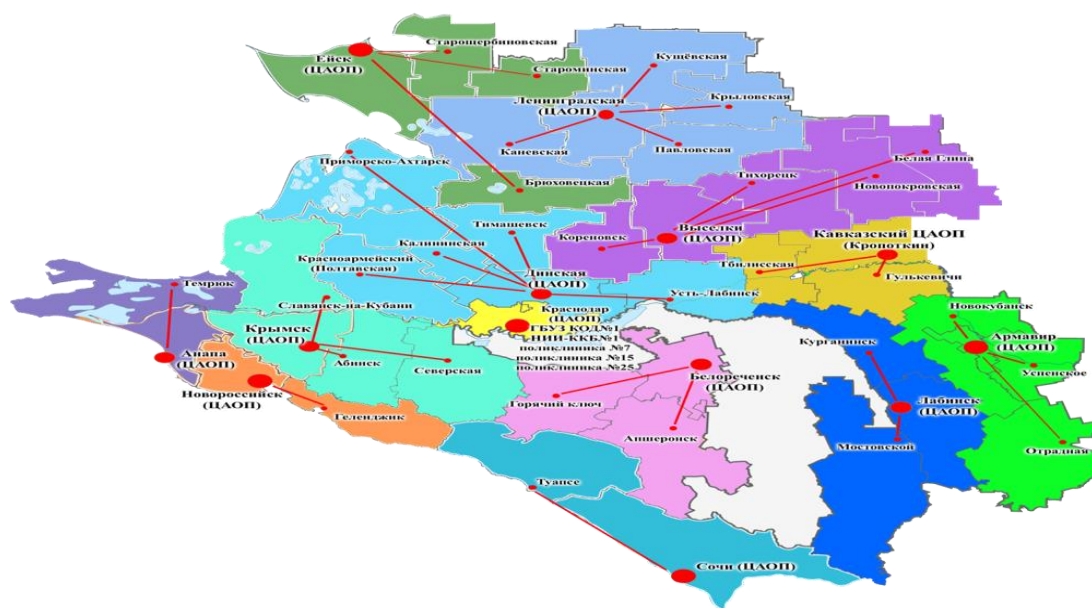 Старощербиновская
Ейск
(ЦАОП)
Староминская
Кущёвская
Крыловская
Ленинградская
(ЦАОП)
Каневская
Павловская
Приморско-Ахтарск
Брюховецкая
Белая Глина
Тихорецк
Новопокровская
Тимашевск
Выселки
(ЦАОП)
Кореновск
Кавказский ЦАОП
(Кропоткин)
Калининская
Красноармейский
(Полтавская)
Тбилисская
Гулькевичи
Динская
(ЦАОП)
Усть-Лабинск
Темрюк
Славянск-на-Кубани
Краснодар
(ЦАОП)
ГБУЗ КОД№1
НИИ-ККБ№1
поликлиника №7
поликлиника №15
поликлиника №25
Новокубанск
Крымск
(ЦАОП)
Абинск
Северская
Курганинск
Армавир
(ЦАОП)
Успенское
Анапа
(ЦАОП)
Белореченск
(ЦАОП)
Новороссийск
(ЦАОП)
Геленджик
Горячий ключ
Лабинск
(ЦАОП)
Апшеронск
Мостовской
Отрадная
Туапсе
Сочи (ЦАОП)